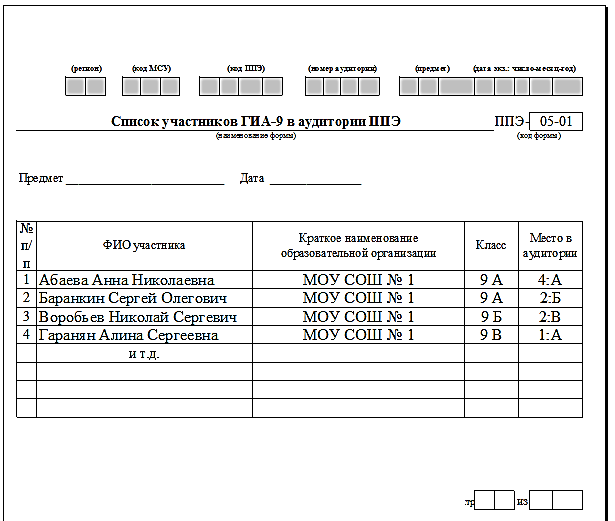 (регион) (код МСУ) (код ППЭ) (номер аудитории) (предмет) (дата экз.: число-месяц-год)
Список участников ГИА-9 в аудитории ППЭ ППЭ- 05-01
(наименование формы) (код формы)
Предмет ____________ Дата ____________
№ п/п ФИО участника Краткое наименование образовательной организации Класс Место в аудитории
1 Абаева Анна Николаевна МОУ СОШ № 1 9 А 4:А
2 Баранкин Сергей Олегович МОУ СОШ № 1 9 А 2:Б
3 Воробьев Николай Сергевич МОУ СОШ № 1 9 Б 2:В
4 Гаранян Алина Сергеевна МОУ СОШ № 1 9 В 1:А
и т.д.
из